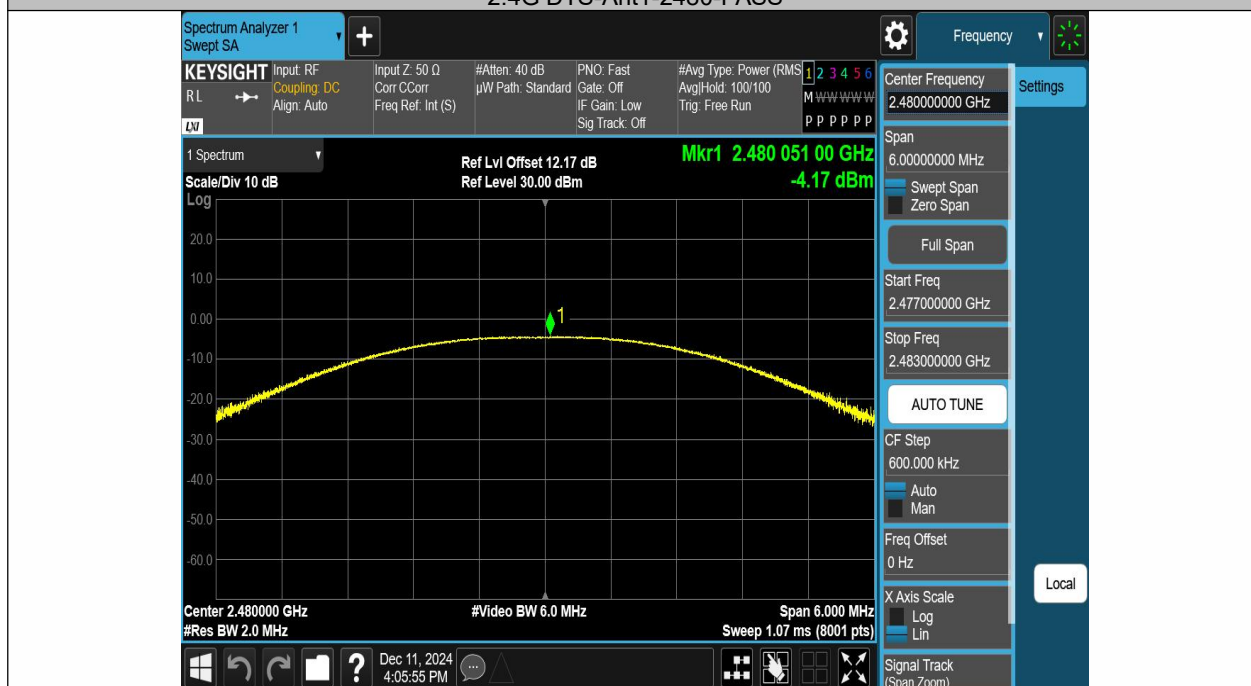 2.4G DTS-Ant1-2480-PASS
Spectrum Analyzer 1
Swept SA
+
Frequency
KEYSIGHT
RL
LXI
Input: RF
Coupling: DC
Align: Auto
Input Z: 50 Ω
Corr CCorr
Freq Ref: Int (S)
#Atten: 40 dB
µW Path: Standard
PNO: Fast
Gate: Off
IF Gain: Low
Sig Track: Off
#Avg Type: Power (RMS
Avg|Hold: 100/100
Trig: Free Run
1 2 3 4 5 6
M W W W W W
P P P P P P
Center Frequency
2.480000000 GHz
Settings
Span
6.00000000 MHz
Swept Span
Zero Span
Full Span
Start Freq
2.477000000 GHz
Stop Freq
2.483000000 GHz
AUTO TUNE
CF Step
600.000 kHz
Auto
Man
Freq Offset
0 Hz
X Axis Scale
Log
Lin
Signal Track
(Span Zoom)
Local
1 Spectrum
Scale/Div 10 dB
Log
Ref Lvl Offset 12.17 dB
Ref Level 30.00 dBm
Mkr1 2.480 051 00 GHz
-4.17 dBm
20.0
10.0
0.00
-10.0
-20.0
-30.0
-40.0
-50.0
-60.0
1
Center 2.480000 GHz
#Res BW 2.0 MHz
#Video BW 6.0 MHz
Span 6.000 MHz
Sweep 1.07 ms (8001 pts)
?
Dec 11, 2024
4:05:55 PM